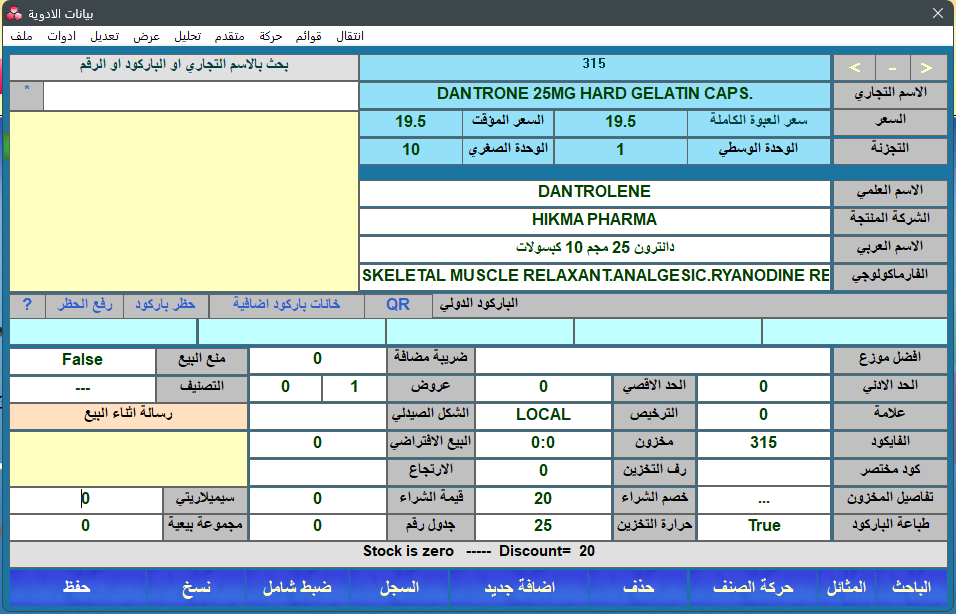 بيانات الادوية
ملف ادوات تعديل عرض تحليل متقدم حركة قوائم انتقال
بحث بالاسم التجاري او الباركود او الرقم
*
315
< - >
الاسم التجاري DANTRONE 25MG HARD GELATIN CAPS.
السعر سعر العبوة الكاملة 19.5 السعر المؤقت 19.5
التجزئة الوحدة الوسطي 1 الوحدة الصغري 10
الاسم العلمي DANTROLENE
الشركة المنتجة HIKMA PHARMA
الاسم العربي دانترون 25 مجم 10 كبسولات
الفارماكولوجي SKELETAL MUSCLE RELAXANT.ANALGESIC.RYANODINE RE
الباركود الدولي QR خانات باركود اضافية حظر باركود رفع الحظر ?
افضل موزع ضريبة مضافة 0 منع البيع False
الحد الادني 0 الحد الاقصي 0 عروض 1 0 التصنيف ---
علامة 0 الترخيص LOCAL الشكل الصيدلي رسالة اثناء البيع
الفايكود 315 مخزون 0:0 البيع الافتراضي 0
كود مختصر رف التخزين 0 الارتجاع
تفاصيل المخزون ... خصم الشراء 20 قيمة الشراء 0 سيميلاريتي 0
طباعة الباركود True حرارة التخزين 25 جدول رقم 0 مجموعة بيعية 0
Stock is zero ----- Discount= 20
الباحث المثائل حركة الصنف حذف اضافة جديد السجل ضبط شامل نسخ حفظ